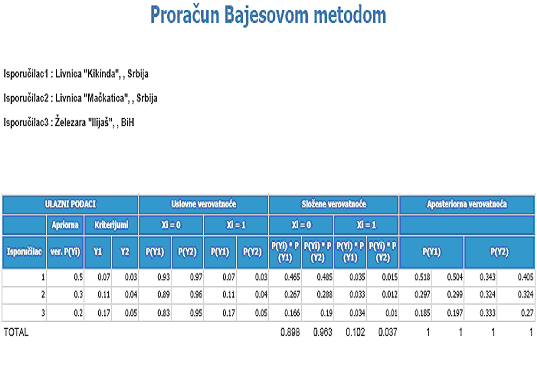 Proračun Bajesovom metodom
Isporučilac1 : Livnica "Kikinda", , Srbija
Isporučilac2 : Livnica "Mačkatica", , Srbija
Isporučilac3 : Železara "Ilijaš", , BiH
ULAZNI PODACI Uslovne verovatnoće Složene verovatnoće Aposteriorna verovatnoća
Apriorna Kriterijumi Xi = 0 Xi = 1 Xi = 0 Xi = 1
Isporučilac ver. P(Yi) Y1 Y2 P(Y1) P(Y2) P(Y1) P(Y2) P(Yi) * P (Y1) P(Yi) * P (Y2) P(Yi) * P (Y1) P(Yi) * P (Y2) P(Y1) P(Y2)
1 0.5 0.07 0.03 0.93 0.97 0.07 0.03 0.465 0.485 0.035 0.015 0.518 0.504 0.343 0.405
2 0.3 0.11 0.04 0.89 0.96 0.11 0.04 0.267 0.288 0.033 0.012 0.297 0.299 0.324 0.324
3 0.2 0.17 0.05 0.83 0.95 0.17 0.05 0.166 0.19 0.034 0.01 0.185 0.197 0.333 0.27
TOTAL 0.898 0.963 0.102 0.037 1 1 1 1